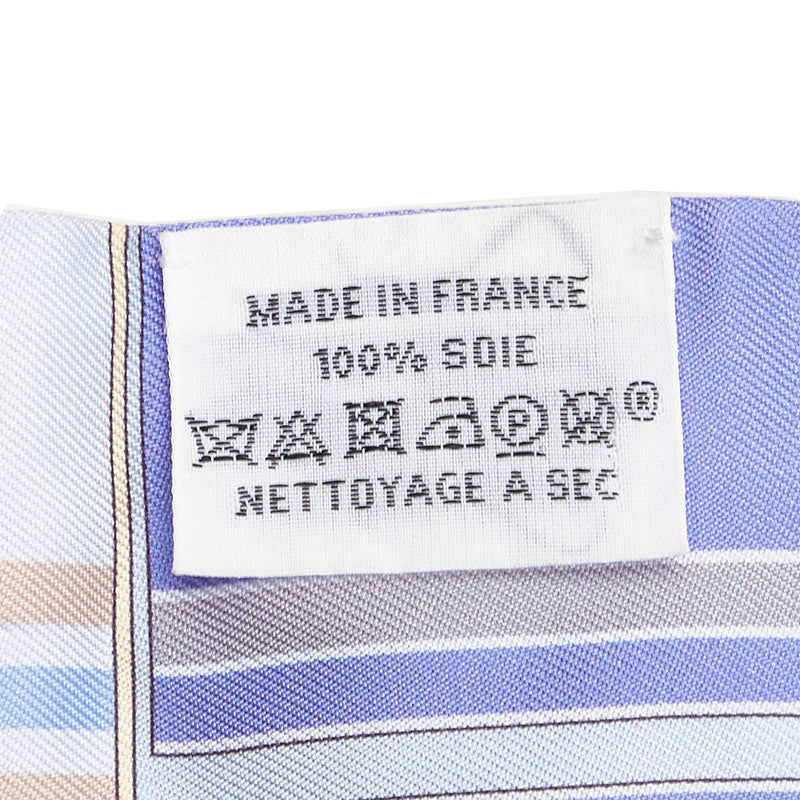 MADE IN FRANCE
100% SOIE
P ®
NETTOYAGE A SEC